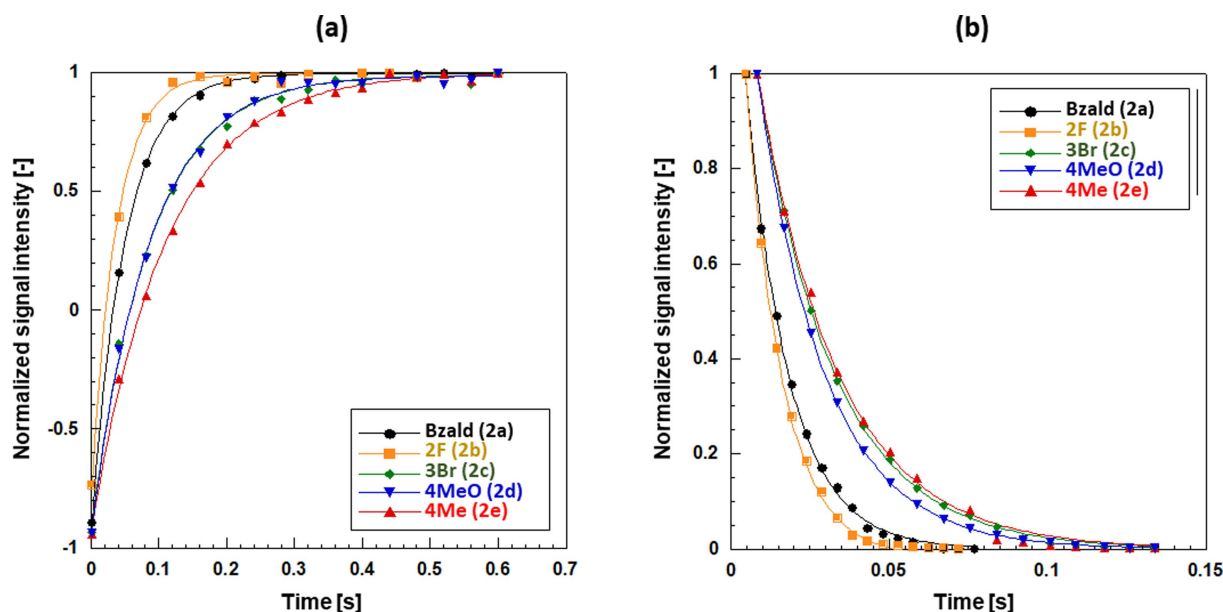 (a)
Normalized signal intensity [-]
1
0.5
0
-0.5
-1
0
0.1
0.2
0.3
0.4
0.5
0.6
0.7
Time [s]
Bzald (2a)
2F (2b)
3Br (2c)
4MeO (2d)
4Me (2e)
(b)
Normalized signal intensity [-]
1
0.8
0.6
0.4
0.2
0
0
0.05
0.1
0.15
Time [s]
Bzald (2a)
2F (2b)
3Br (2c)
4MeO (2d)
4Me (2e)